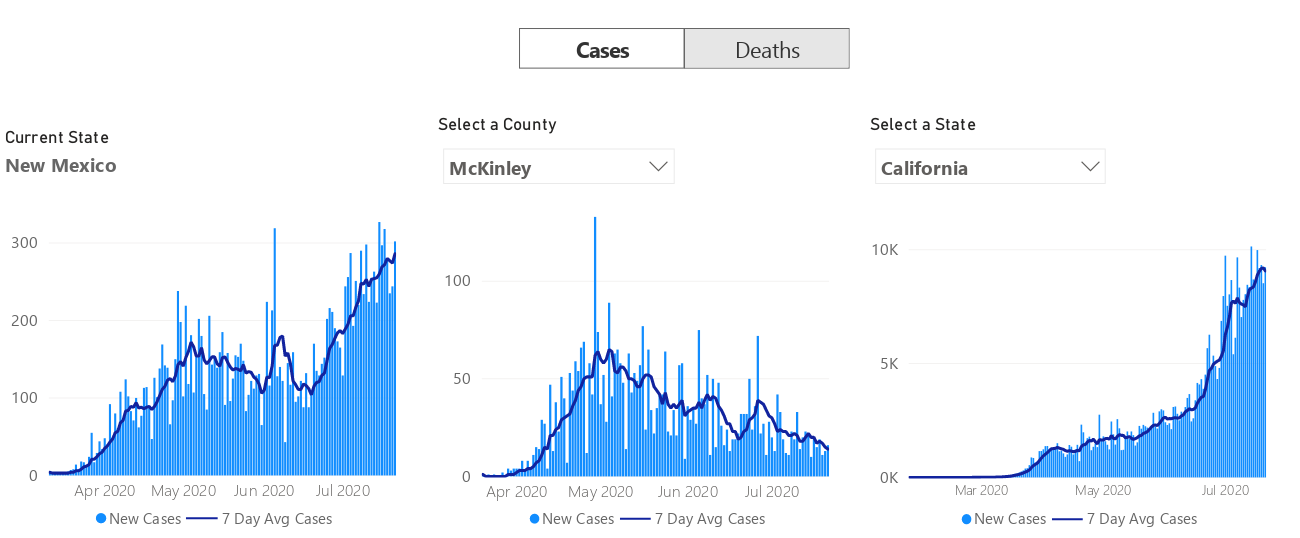 Cases Deaths
Current State
New Mexico
300
200
100
0
Apr 2020 May 2020 Jun 2020 Jul 2020
New Cases 7 Day Avg Cases
Select a County
McKinley
100
50
0
Apr 2020 May 2020 Jun 2020 Jul 2020
New Cases 7 Day Avg Cases
Select a State
California
10K
5K
0K
Mar 2020 May 2020 Jul 2020
New Cases 7 Day Avg Cases